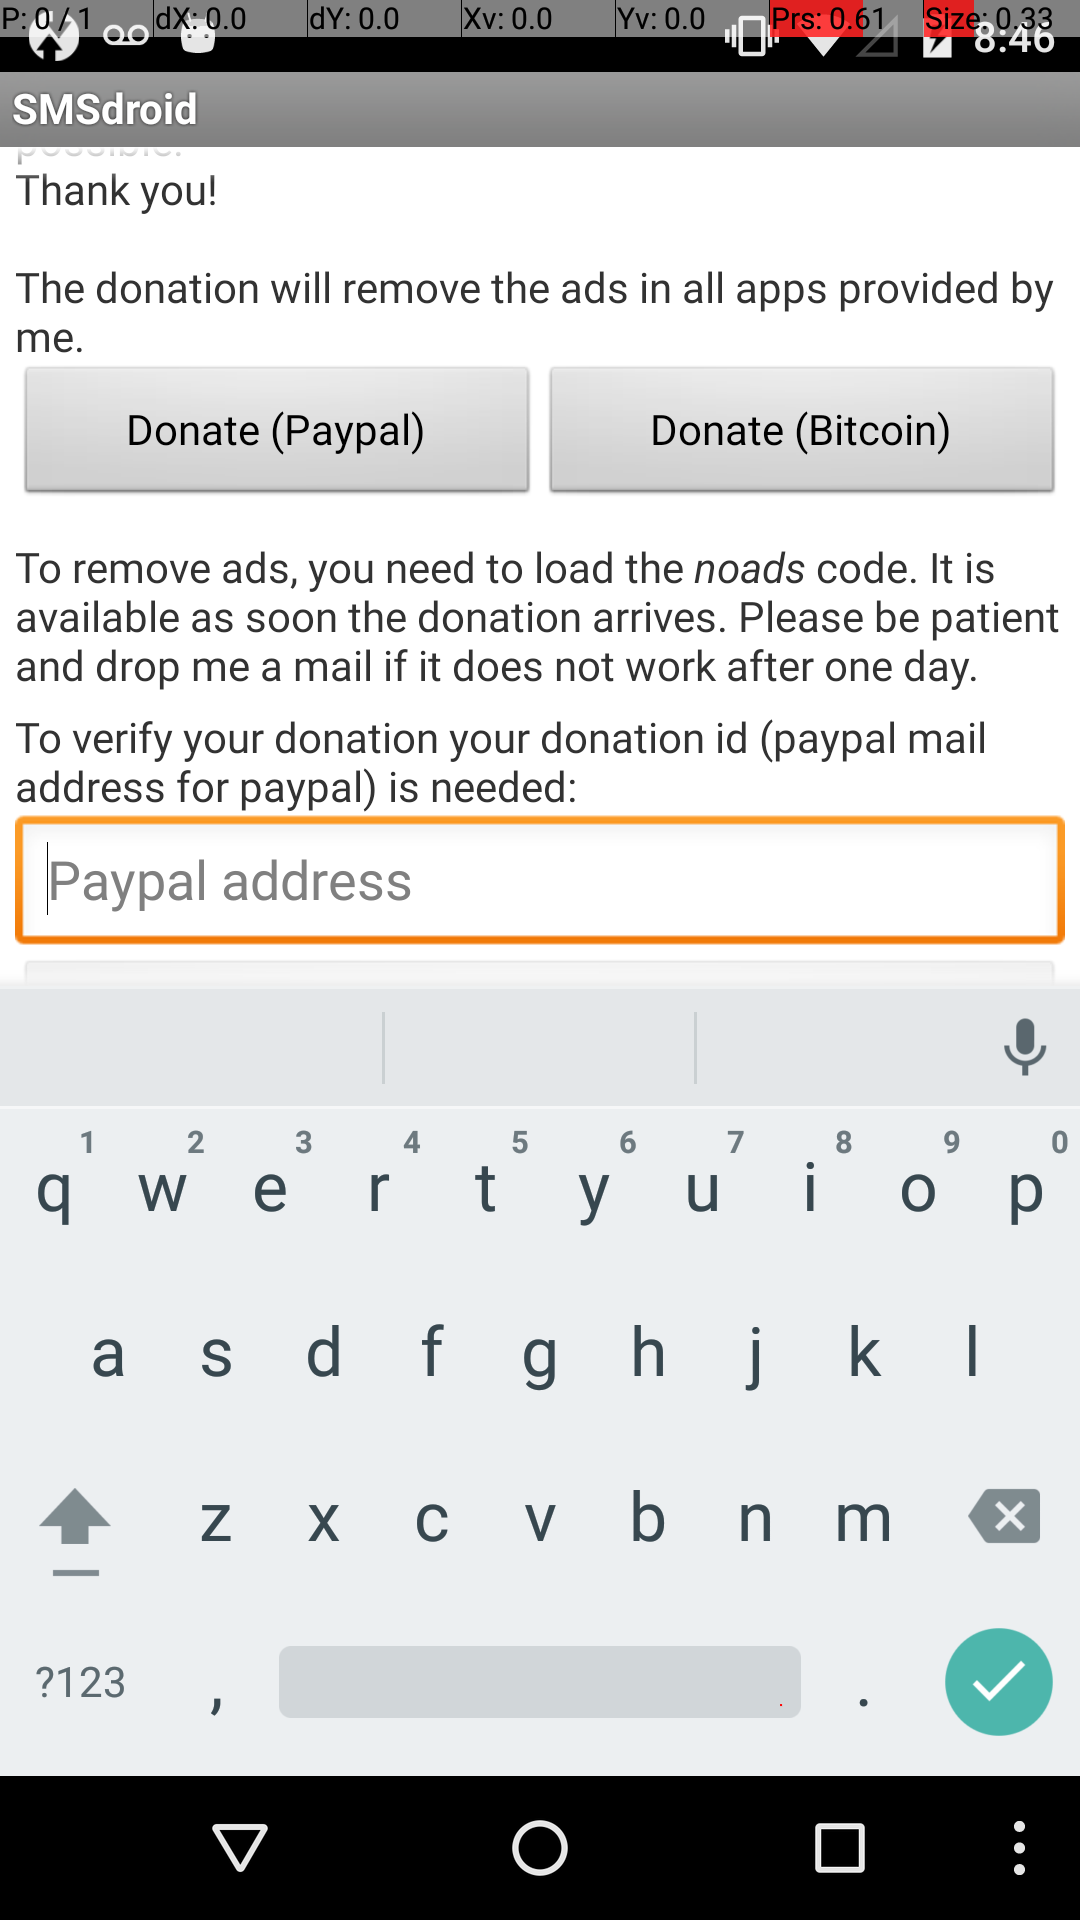 P: 0 / 1 dX: 0.0 dY: 0.0 Xv: 0.0 Yv: 0.0 Prs: 0.61 Size: 0.33
8:46
SMSdroid
possible.
Thank you!
The donation will remove the ads in all apps provided by
me.
Donate (Paypal) Donate (Bitcoin)
To remove ads, you need to load the noads code. It is
available as soon the donation arrives. Please be patient
and drop me a mail if it does not work after one day.
To verify your donation your donation id (paypal mail
address for paypal) is needed:
Paypal address
1 2 3 4 5 6 7 8 9 0
q w e r t y u i o p
a s d f g h j k l
z x c v b n m
?123 , .